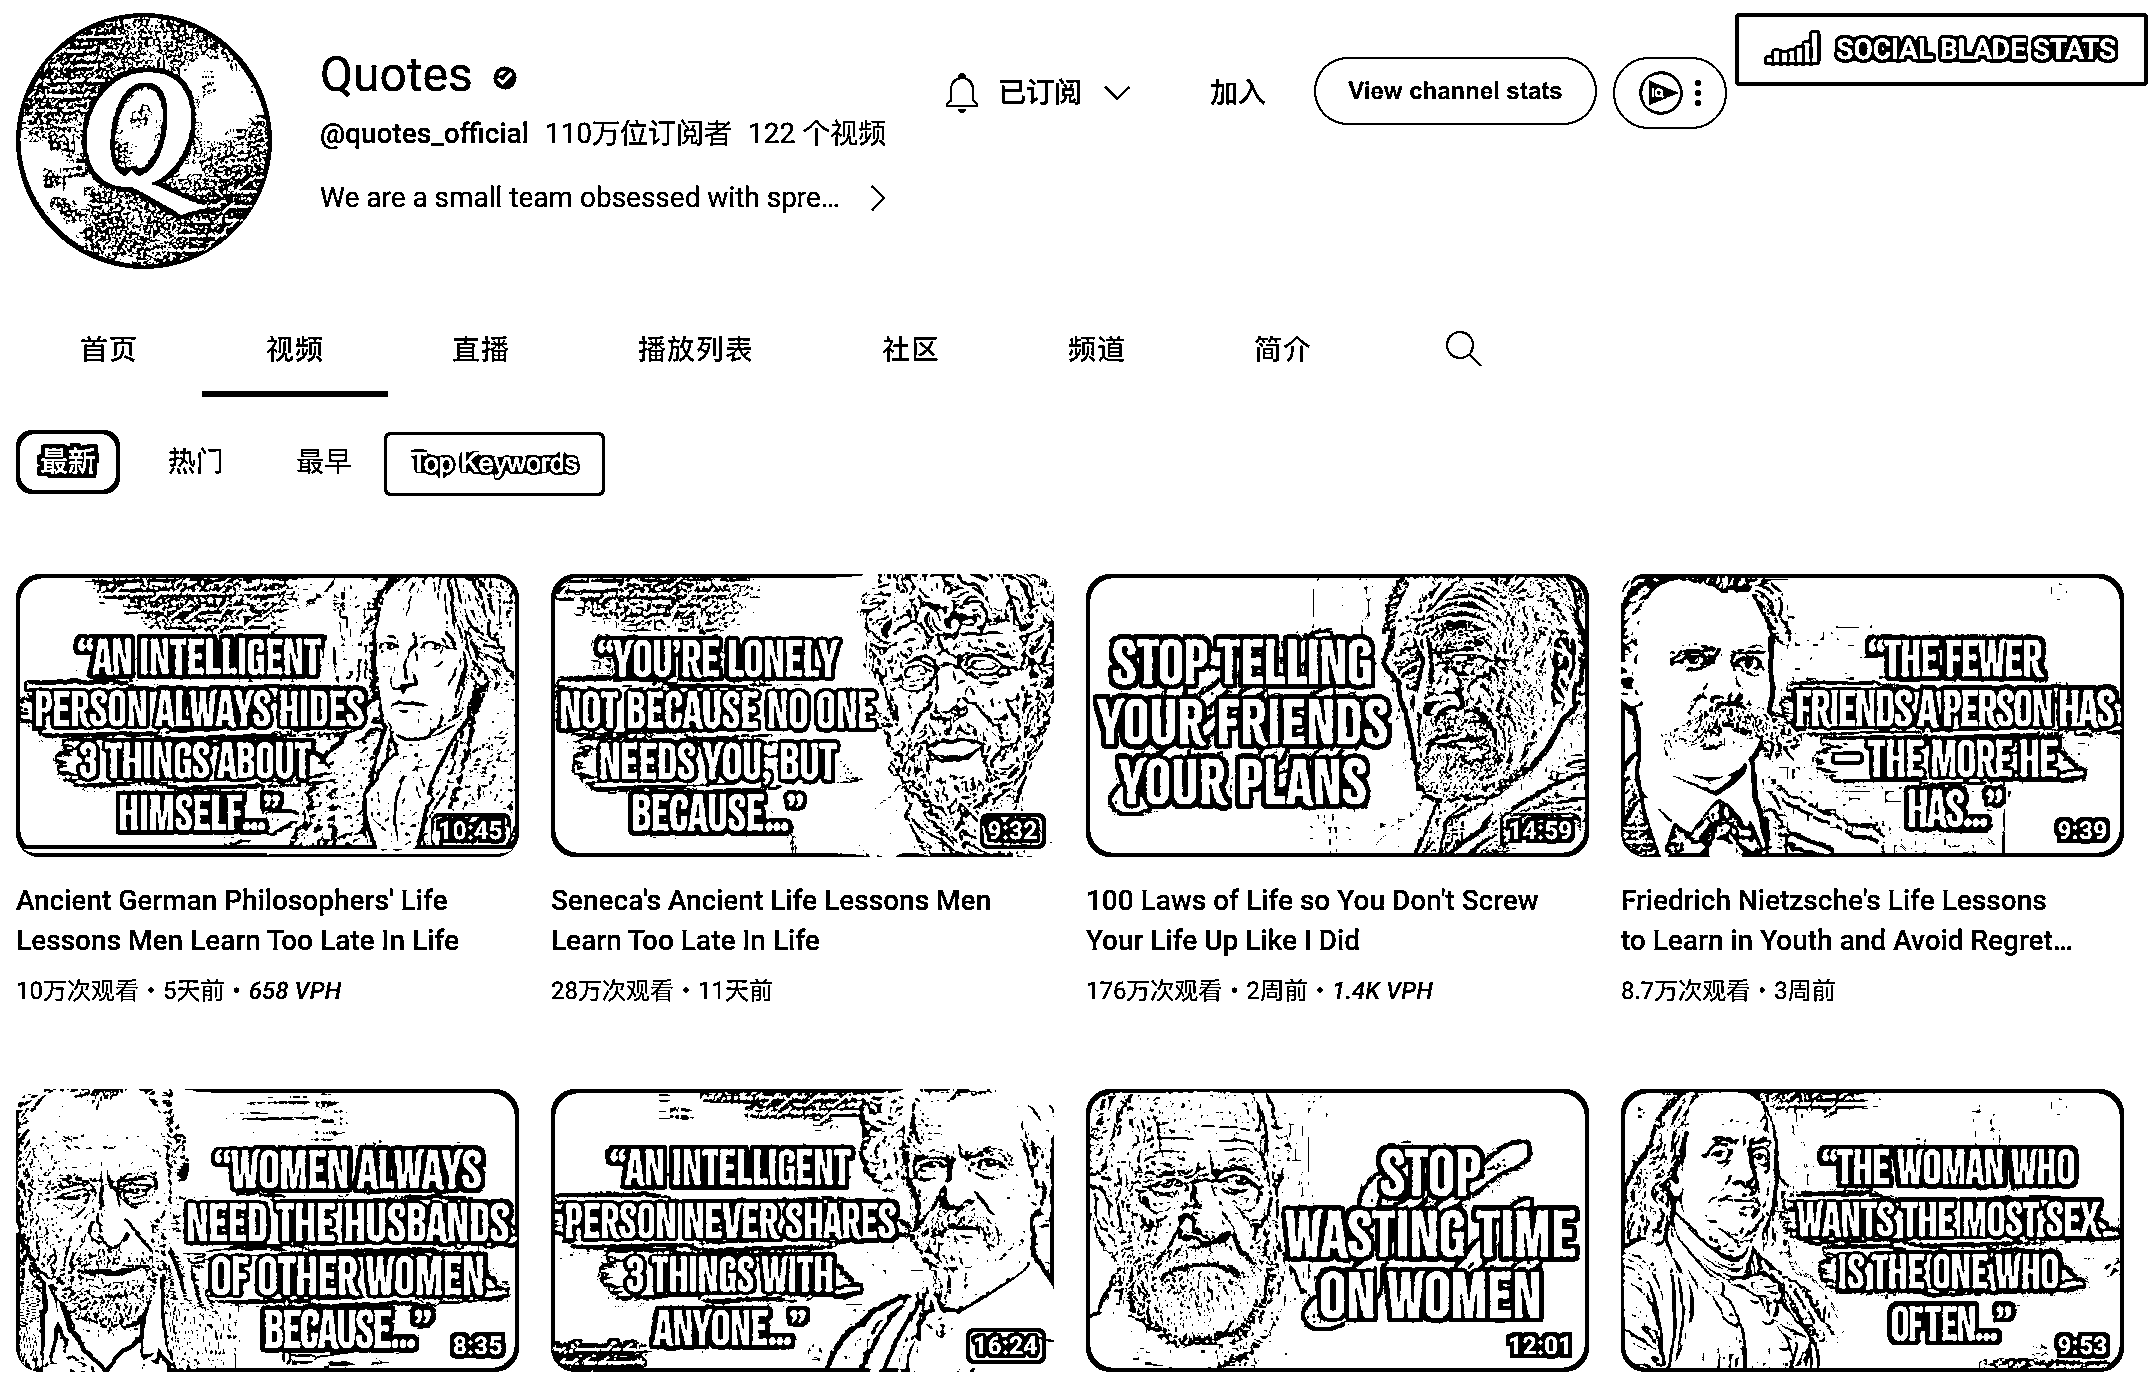 Quotes
@quotes_official 110万位订阅者 122 个视频
We are a small team obsessed with spre...
已订阅
加入
View channel stats
SOCIAL BLADE STATS
首页 视频 直播 播放列表 社区 频道 简介
最新 热门 最早 Top Keywords
“AN INTELLIGENT
PERSON ALWAYS HIDES
3 THINGS ABOUT
HIMSELF...”
10:45
Ancient German Philosophers' Life
Lessons Men Learn Too Late In Life
10万次观看 • 5天前 • 658 VPH
“YOU'RE LONELY
NOT BECAUSE NO ONE
NEEDS YOU, BUT
BECAUSE...”
9:32
Seneca's Ancient Life Lessons Men
Learn Too Late In Life
28万次观看 • 11天前
STOP TELLING
YOUR FRIENDS
YOUR PLANS
14:59
100 Laws of Life so You Don't Screw
Your Life Up Like I Did
176万次观看 • 2周前 • 1.4K VPH
“THE FEWER
FRIENDS A PERSON HAS
—THE MORE HE
HAS...”
9:39
Friedrich Nietzsche's Life Lessons
to Learn in Youth and Avoid Regret...
8.7万次观看 • 3周前
“WOMEN ALWAYS
NEED THE HUSBANDS
OF OTHER WOMEN
BECAUSE...”
8:35
“AN INTELLIGENT
PERSON NEVER SHARES
3 THINGS WITH
ANYONE...”
16:24
STOP
WASTING TIME
ON WOMEN
12:01
“THE WOMAN WHO
WANTS THE MOST SEX
IS THE ONE WHO
OFTEN...”
9:53